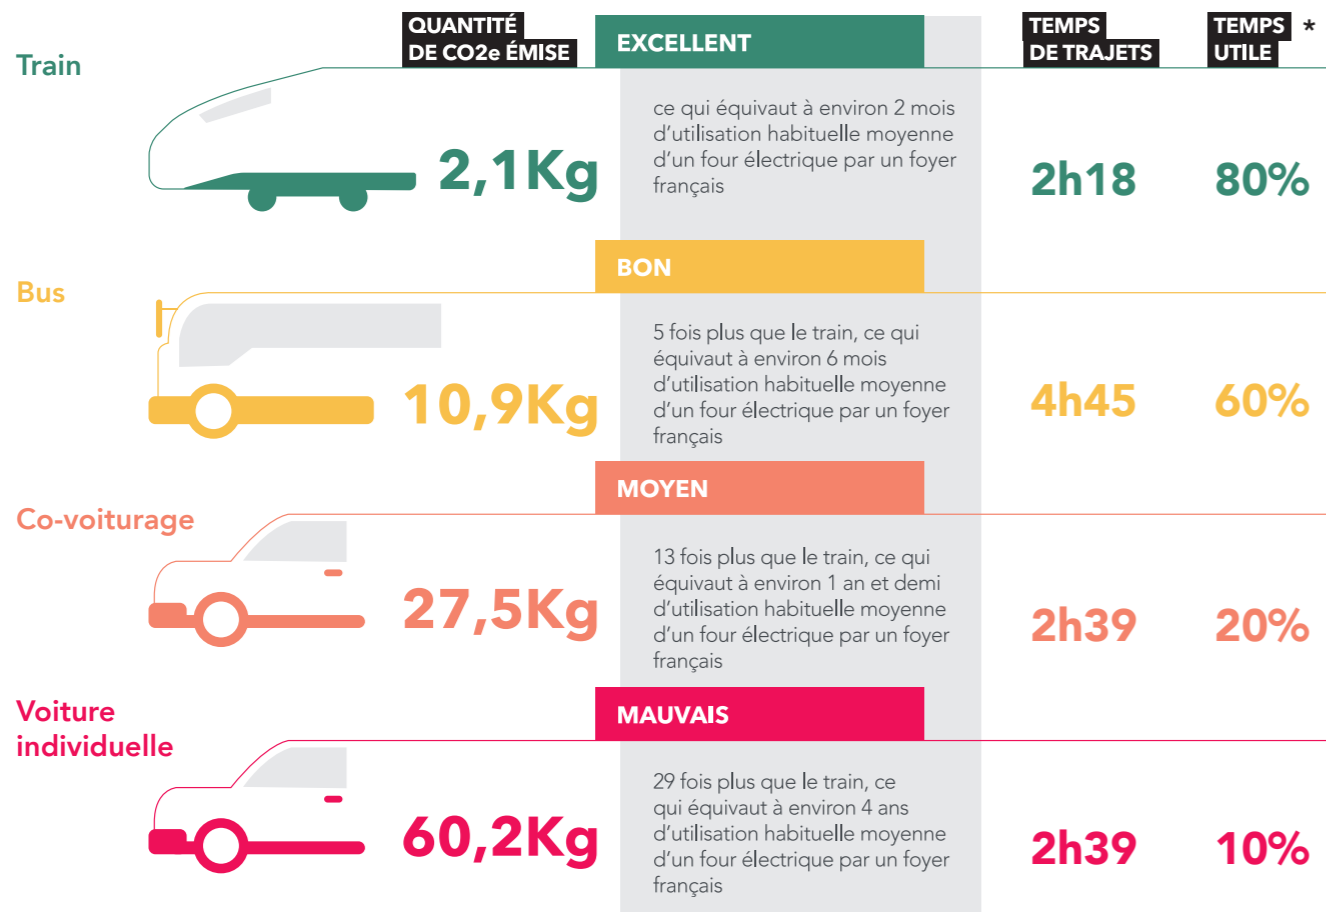 QUANTITÉ
DE CO2e ÉMISE
TEMPS
DE TRAJETS
TEMPS *
UTILE
Train
EXCELLENT
2,1Kg
ce qui équivaut à environ 2 mois
d’utilisation habituelle moyenne
d’un four électrique par un foyer
français
2h18
80%
Bus
BON
10,9Kg
5 fois plus que le train, ce qui
équivaut à environ 6 mois
d’utilisation habituelle moyenne
d’un four électrique par un foyer
français
4h45
60%
Co-voiturage
MOYEN
27,5Kg
13 fois plus que le train, ce qui
équivaut à environ 1 an et demi
d’utilisation habituelle moyenne
d’un four électrique par un foyer
français
2h39
20%
Voiture
individuelle
MAUVAIS
60,2Kg
29 fois plus que le train, ce
qui équivaut à environ 4 ans
d’utilisation habituelle moyenne
d’un four électrique par un foyer
français
2h39
10%